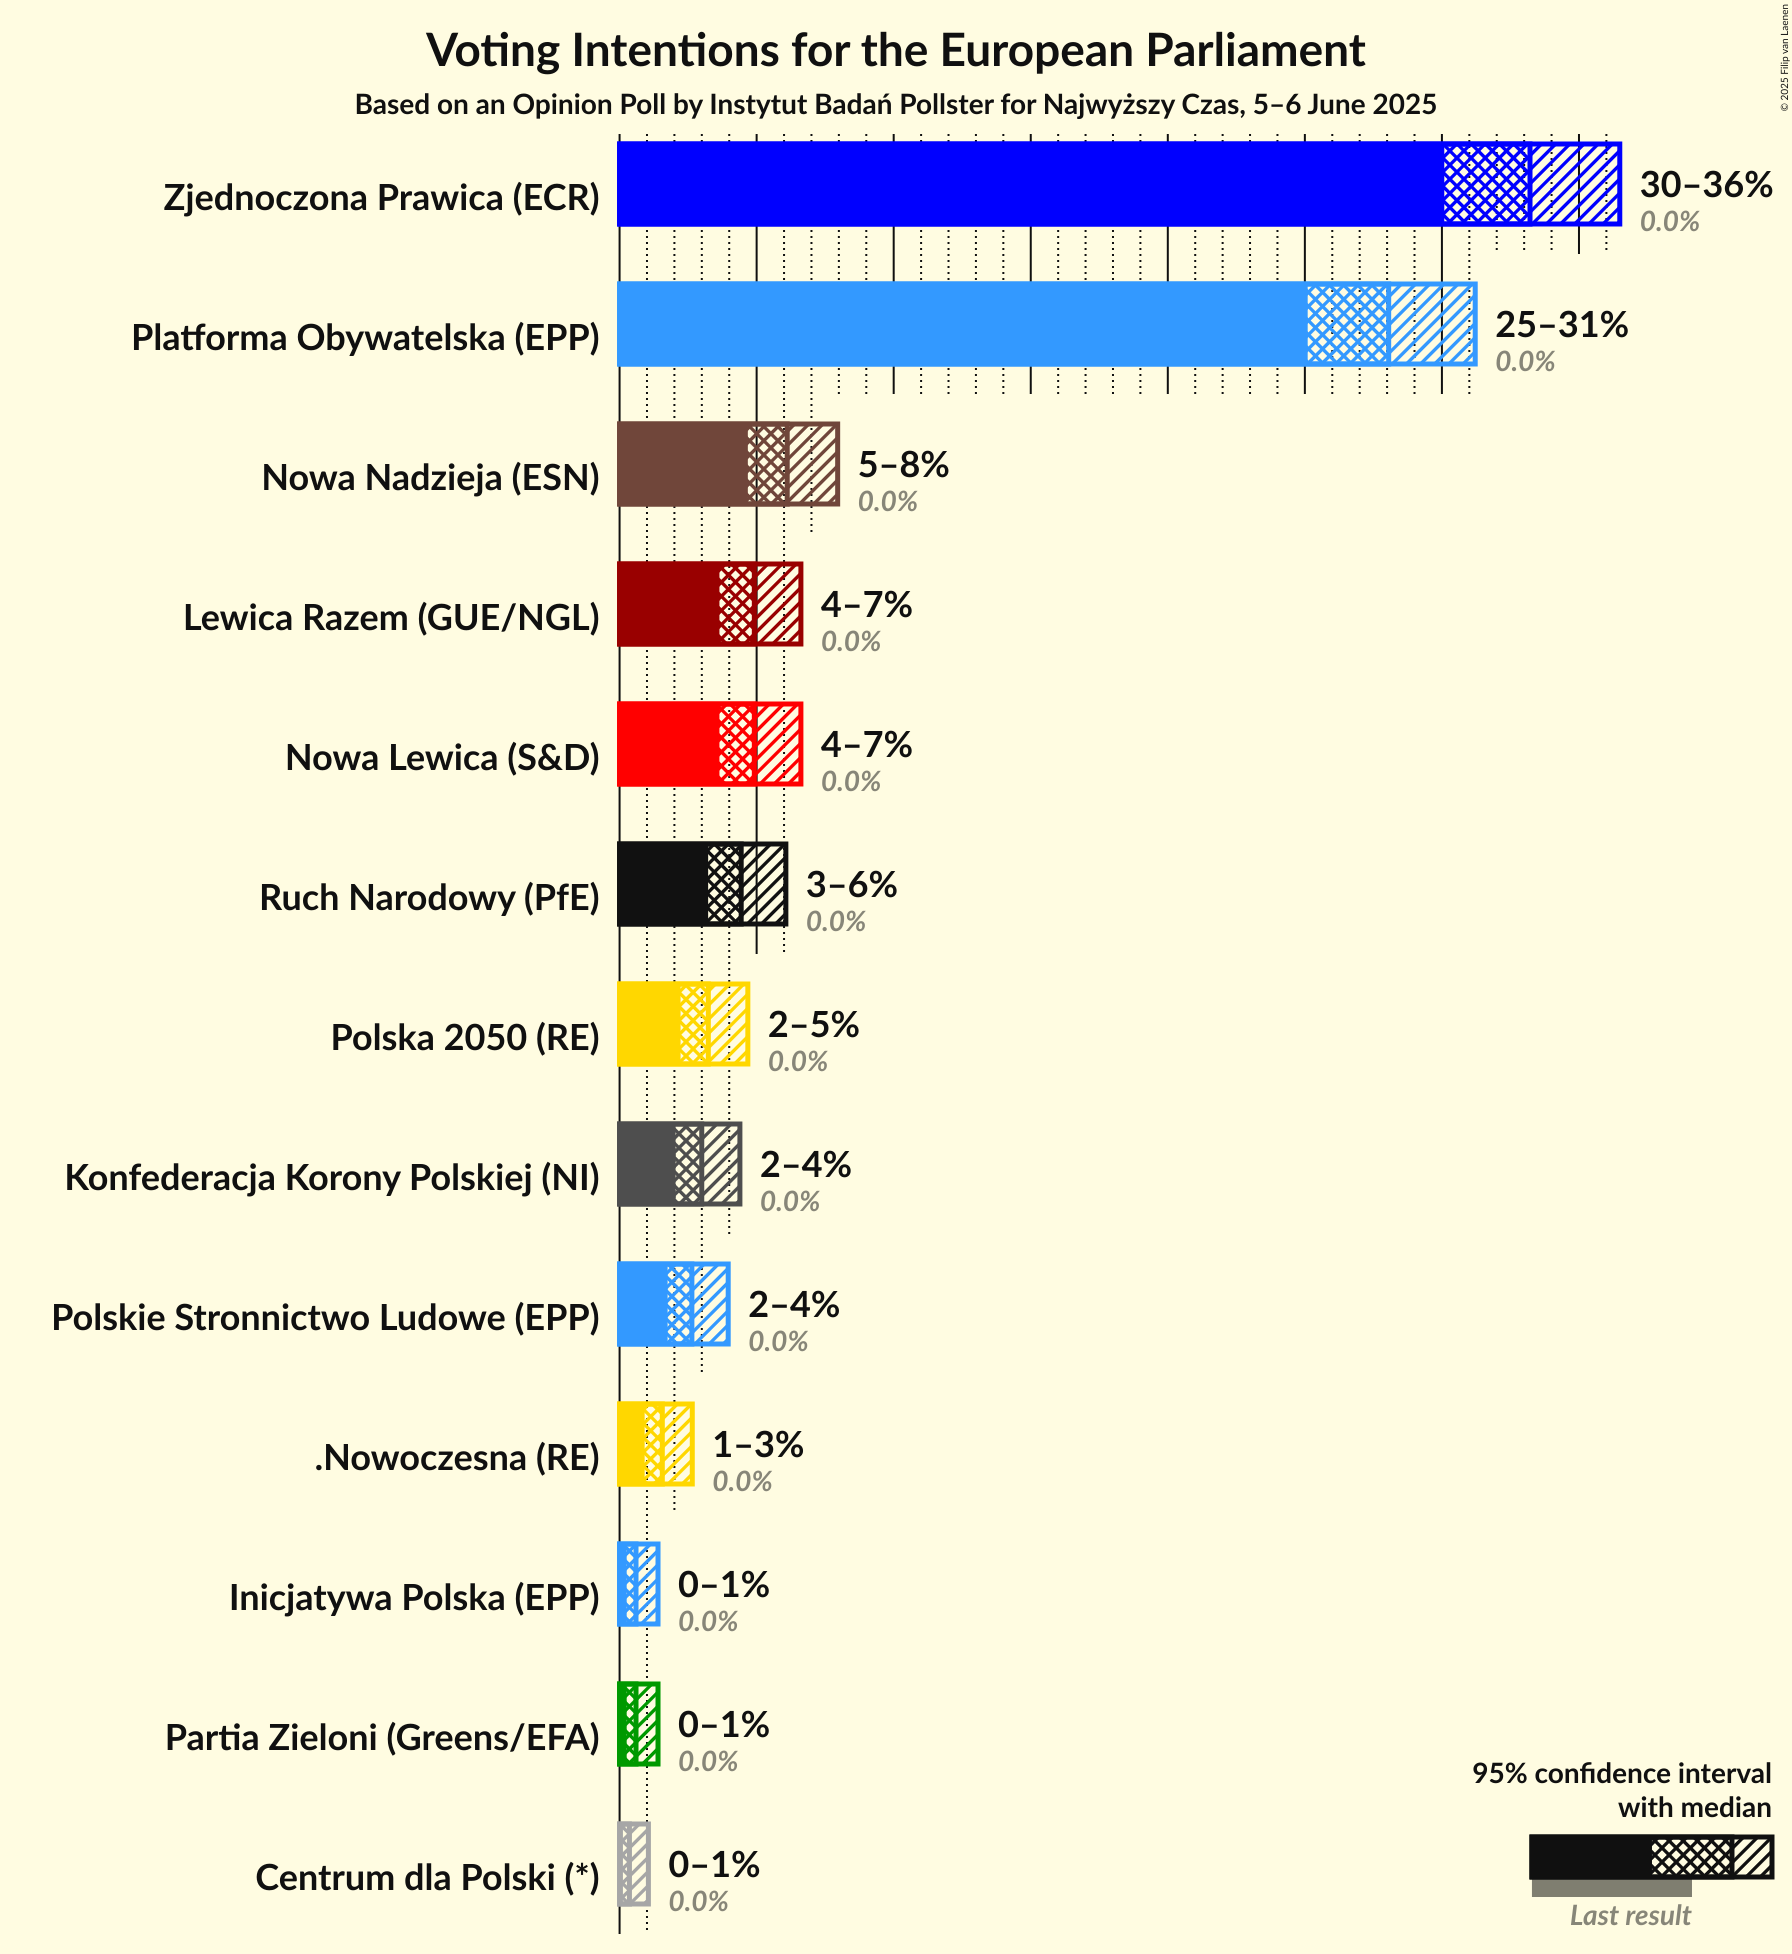 © 2025 Filip van Laenen
Voting Intentions for the European Parliament
Based on an Opinion Poll by Instytut Badań Pollster for Najwyższy Czas, 5–6 June 2025
Zjednoczona Prawica (ECR)
30–36%
0.0%
Platforma Obywatelska (EPP)
25–31%
0.0%
Nowa Nadzieja (ESN)
5–8%
0.0%
Lewica Razem (GUE/NGL)
4–7%
0.0%
Nowa Lewica (S&D)
4–7%
0.0%
Ruch Narodowy (PfE)
3–6%
0.0%
Polska 2050 (RE)
2–5%
0.0%
Konfederacja Korony Polskiej (NI)
2–4%
0.0%
Polskie Stronnictwo Ludowe (EPP)
2–4%
0.0%
.Nowoczesna (RE)
1–3%
0.0%
Inicjatywa Polska (EPP)
0–1%
0.0%
Partia Zieloni (Greens/EFA)
0–1%
0.0%
Centrum dla Polski (*)
0–1%
0.0%
95% confidence interval
with median
Last result